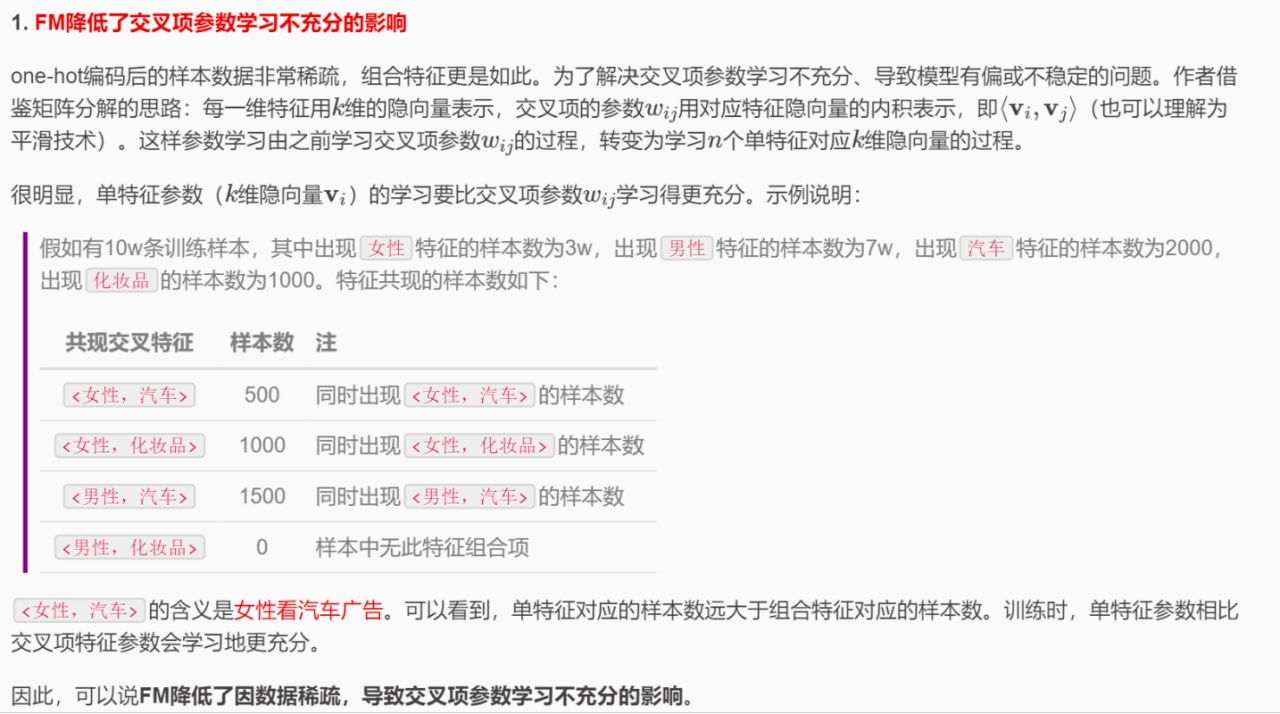 1. FM降低了交叉项参数学习不充分的影响
one-hot编码后的样本数据非常稀疏，组合特征更是如此。为了解决交叉项参数学习不充分、导致模型有偏或不稳定的问题。作者借
鉴矩阵分解的思路：每一维特征用k维的隐向量表示，交叉项的参数w_{ij}用对应特征隐向量的内积表示，即⟨v_i, v_j⟩（也可以理解为
平滑技术）。这样参数学习由之前学习交叉项参数w_{ij}的过程，转变为学习n个单特征对应k维隐向量的过程。
很明显，单特征参数（k维隐向量v_i）的学习要比交叉项参数w_{ij}学习得更充分。示例说明：
假如有10w条训练样本，其中出现 女性 特征的样本数为3w，出现 男性 特征的样本数为7w，出现 汽车 特征的样本数为2000，
出现 化妆品 的样本数为1000。特征共现的样本数如下：
共现交叉特征 样本数 注
<女性，汽车> 500 同时出现 <女性，汽车> 的样本数
<女性，化妆品> 1000 同时出现 <女性，化妆品> 的样本数
<男性，汽车> 1500 同时出现 <男性，汽车> 的样本数
<男性，化妆品> 0 样本中无此特征组合项
<女性，汽车> 的含义是女性看汽车广告。可以看到，单特征对应的样本数远大于组合特征对应的样本数。训练时，单特征参数相比
交叉项特征参数会学习地更充分。
因此，可以说FM降低了因数据稀疏，导致交叉项参数学习不充分的影响。